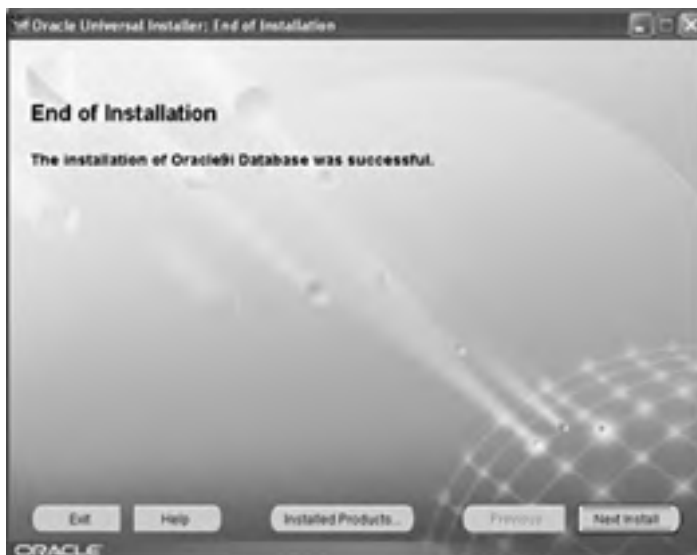 Oracle Universal Installer: End of Installation
End of Installation
The installation of Oracle9i Database was successful.
Exit
Help
Installed Products...
Previous
Next Install
ORACLE